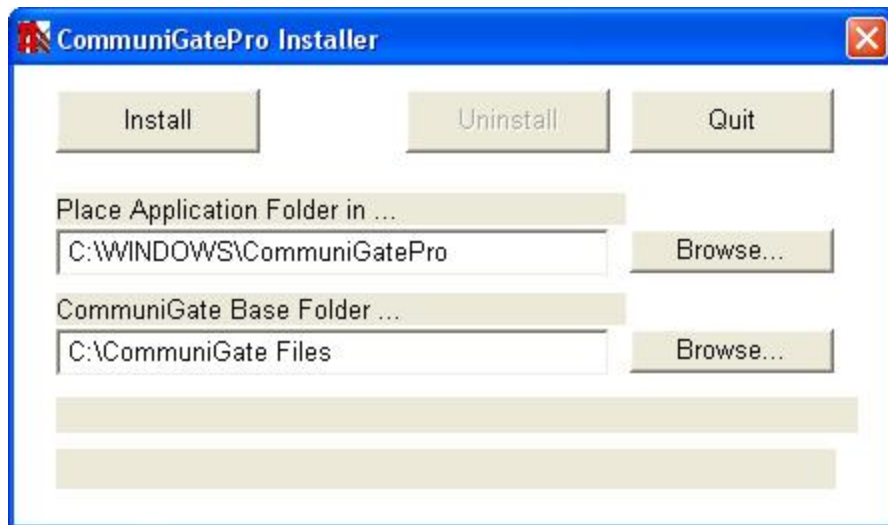 CommuniGatePro Installer
Install
Uninstall
Quit
Place Application Folder in ...
C:\WINDOWS\CommuniGatePro
Browse...
CommuniGate Base Folder ...
C:\CommuniGate Files
Browse...